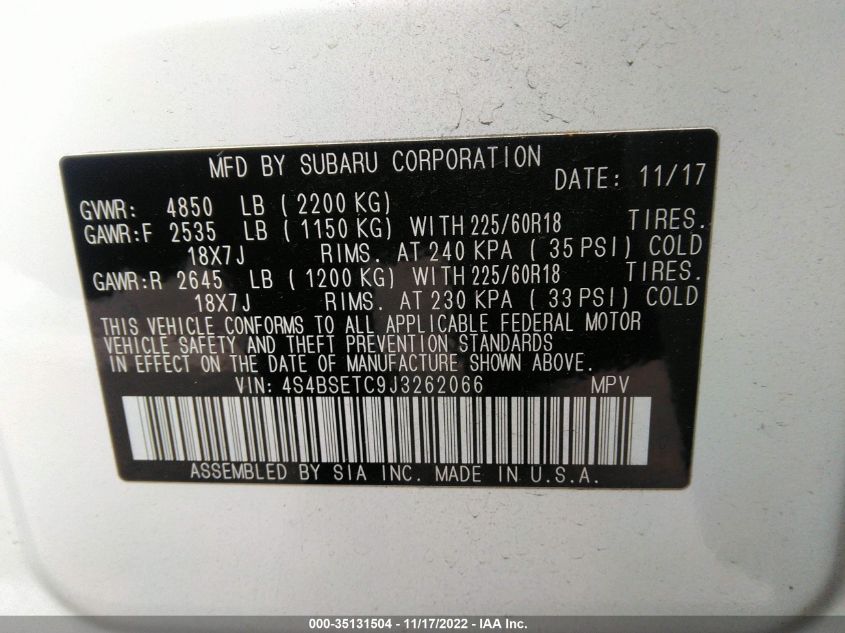 MFD BY SUBARU CORPORATION
DATE: 11/17
GVWR: 4850 LB ( 2200 KG)
GAWR:F 2535 LB ( 1150 KG) WITH 225/60R18 TIRES.
18X7J RIMS. AT 240 KPA ( 35 PSI) COLD
GAWR:R 2645 LB ( 1200 KG) WITH 225/60R18 TIRES.
18X7J RIMS. AT 230 KPA ( 33 PSI) COLD
THIS VEHICLE CONFORMS TO ALL APPLICABLE FEDERAL MOTOR
VEHICLE SAFETY AND THEFT PREVENTION STANDARDS
IN EFFECT ON THE DATE OF MANUFACTURE SHOWN ABOVE.
VIN: 4S4BSETC9J3262066 MPV
ASSEMBLED BY SIA INC. MADE IN U.S.A.
000-35131504 - 11/17/2022 - IAA Inc.